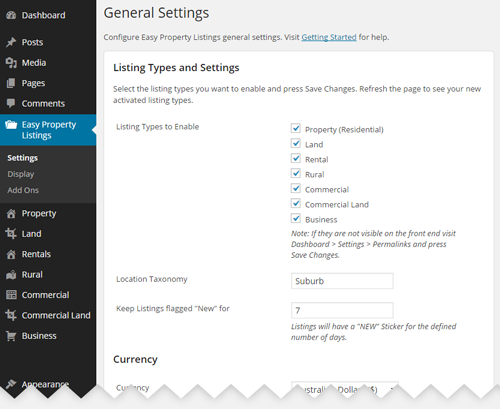 Dashboard
Posts
Media
Pages
Comments
Easy Property
Listings
Settings
Display
Add Ons
Property
Land
Rentals
Rural
Commercial
Commercial Land
Business
Appearance
General Settings
Configure Easy Property Listings general settings. Visit Getting Started for help.
Listing Types and Settings
Select the listing types you want to enable and press Save Changes. Refresh the page to see your new
activated listing types.
Listing Types to Enable
Property (Residential)
Land
Rental
Rural
Commercial
Commercial Land
Business
Note: If they are not visible on the front end visit
Dashboard > Settings > Permalinks and press
Save Changes.
Location Taxonomy
Suburb
Keep Listings flagged "New" for
7
Listings will have a "NEW" Sticker for the defined
number of days.
Currency
Currency
Australian Dollars ($)